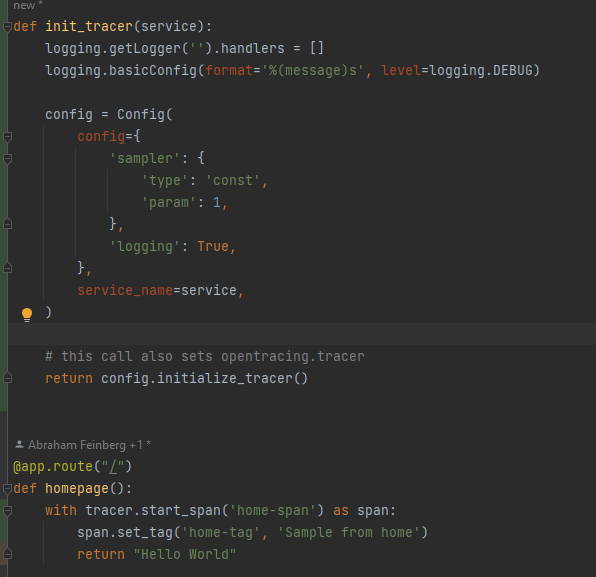 new *
def init_tracer(service):
    logging.getLogger('').handlers = []
    logging.basicConfig(format='%(message)s', level=logging.DEBUG)
    config = Config(
        config={
            'sampler': {
                'type': 'const',
                'param': 1,
            },
            'logging': True,
        },
        service_name=service,
    )
    # this call also sets opentracing.tracer
    return config.initialize_tracer()
Abraham Feinberg +1 *
@app.route("/")
def homepage():
    with tracer.start_span('home-span') as span:
        span.set_tag('home-tag', 'Sample from home')
        return "Hello World"